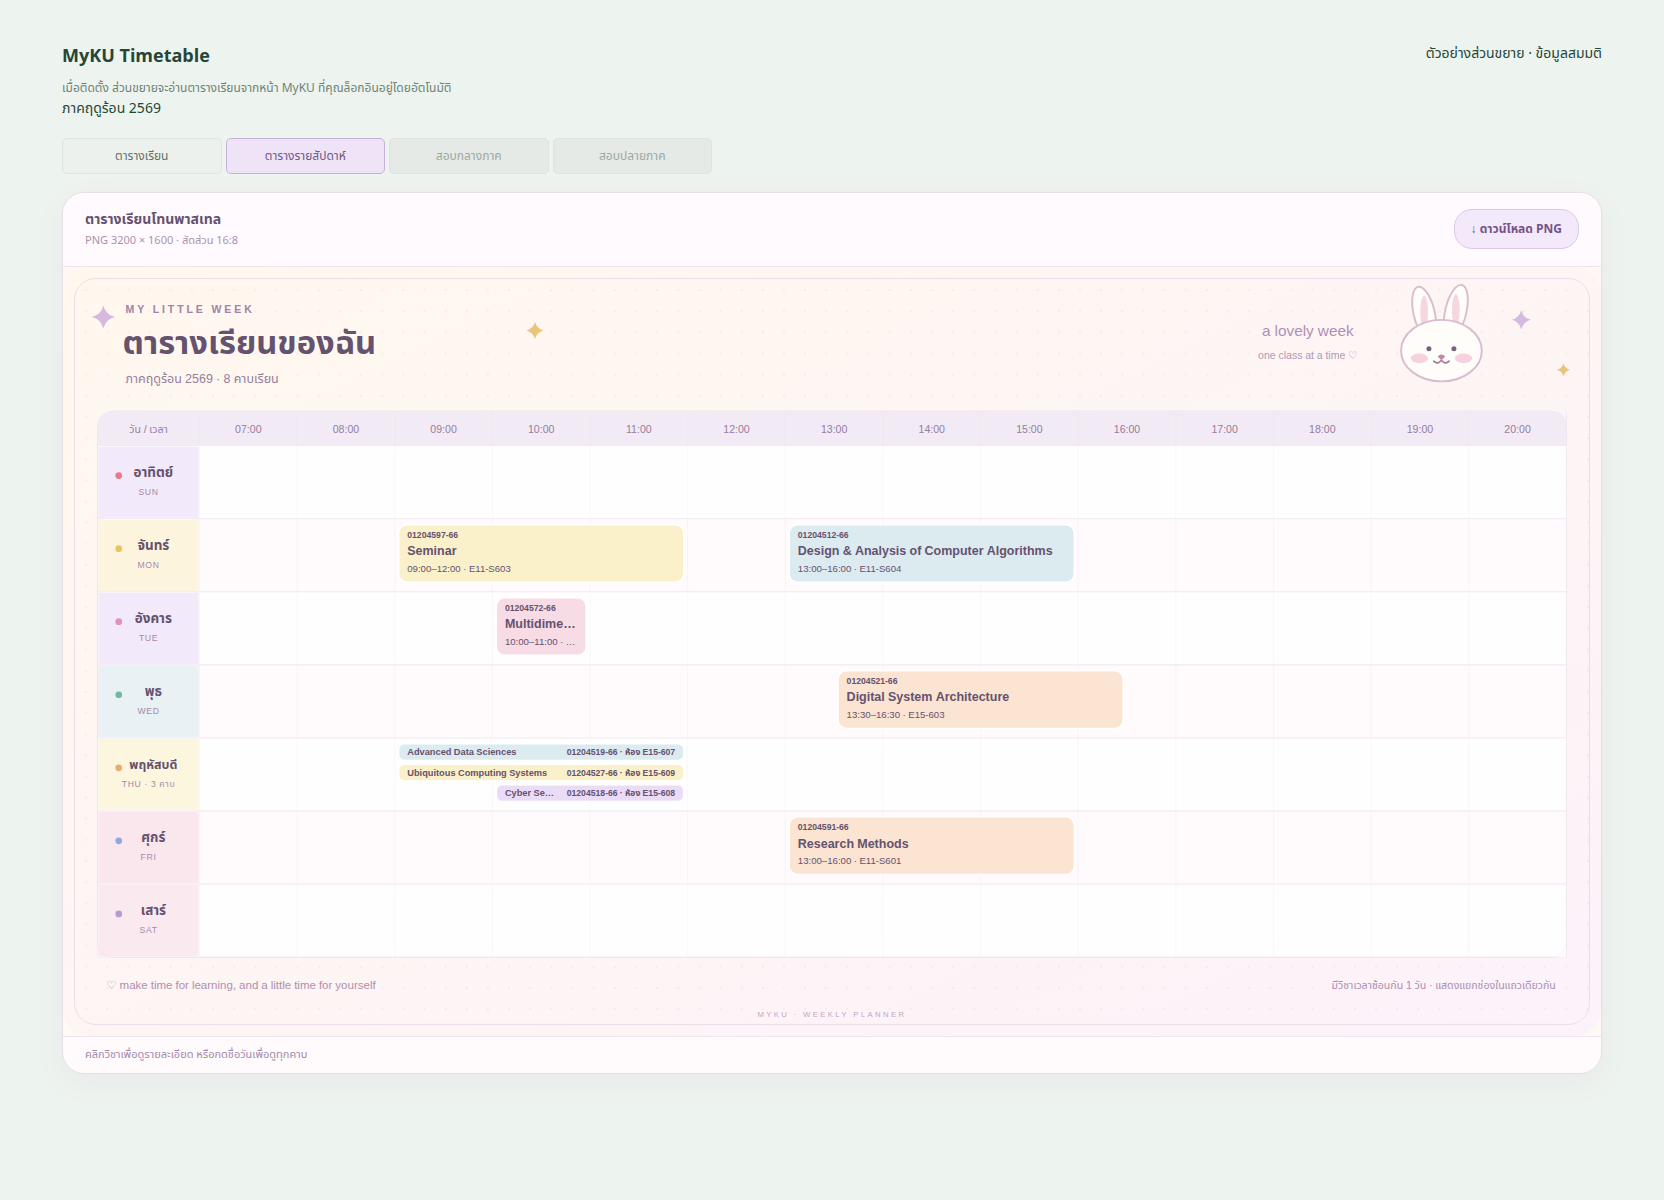 MyKU Timetable
ตัวอย่างส่วนขยาย · ข้อมูลสมมติ
เมื่อติดตั้ง ส่วนขยายจะอ่านตารางเรียนจากหน้า MyKU ที่คุณล็อกอินอยู่โดยอัตโนมัติ
ภาคฤดูร้อน 2569
ตารางเรียน
ตารางรายสัปดาห์
สอบกลางภาค
สอบปลายภาค
ตารางเรียนโทนพาสเทล
PNG 3200 × 1600 · สัดส่วน 16:8
↓ ดาวน์โหลด PNG
MY LITTLE WEEK
ตารางเรียนของฉัน
ภาคฤดูร้อน 2569 · 8 คาบเรียน
a lovely week
one class at a time ♡
วัน / เวลา 07:00 08:00 09:00 10:00 11:00 12:00 13:00 14:00 15:00 16:00 17:00 18:00 19:00 20:00
อาทิตย์
SUN
จันทร์
MON
01204597-66
Seminar
09:00–12:00 · E11-S603
01204512-66
Design & Analysis of Computer Algorithms
13:00–16:00 · E11-S604
อังคาร
TUE
01204572-66
Multidime…
10:00–11:00 · …
พุธ
WED
01204521-66
Digital System Architecture
13:30–16:30 · E15-603
พฤหัสบดี
THU · 3 คาบ
Advanced Data Sciences 01204519-66 · ห้อง E15-607
Ubiquitous Computing Systems 01204527-66 · ห้อง E15-609
Cyber Se… 01204518-66 · ห้อง E15-608
ศุกร์
FRI
01204591-66
Research Methods
13:00–16:00 · E11-S601
เสาร์
SAT
♡ make time for learning, and a little time for yourself
มีวิชาเวลาซ้อนกัน 1 วัน · แสดงแยกช่องในแถวเดียวกัน
MYKU · WEEKLY PLANNER
คลิกวิชาเพื่อดูรายละเอียด หรือกดชื่อวันเพื่อดูทุกคาบ